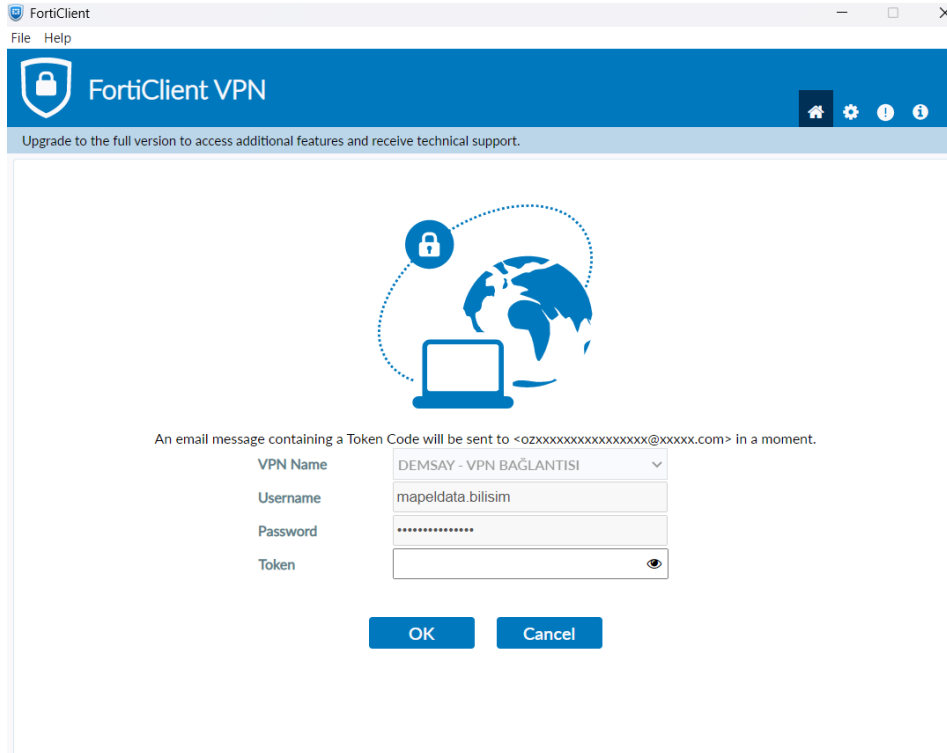 FortiClient
File Help
FortiClient VPN
Upgrade to the full version to access additional features and receive technical support.
An email message containing a Token Code will be sent to <ozxxxxxxxxxxxxxxxxx@xxxxx.com> in a moment.
VPN Name DEMSAY - VPN BAĞLANTISI
Username mapeldata.bilisim
Password •••••••••••••••
Token
OK Cancel